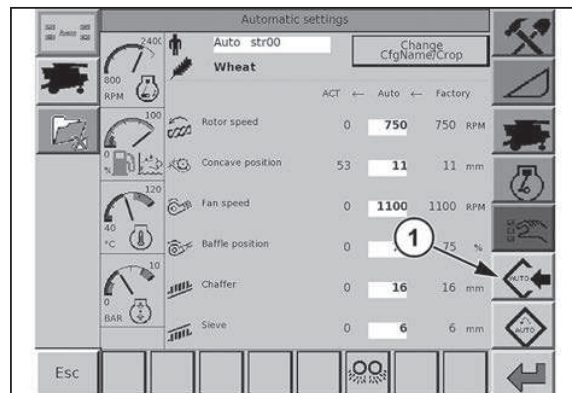 Automatic settings
Auto str00
Change
CfgName/Crop
Wheat
2400
800
RPM
ACT ← Auto ← Factory
Rotor speed 0 750 750 RPM
100
0
%
Concave position 53 11 11 mm
120
40
°C
Fan speed 0 1100 1100 RPM
Baffle position 0 75 %
1
10
0
BAR
Chaffer 0 16 16 mm
Sieve 0 6 6 mm
AUTO
AUTO
Esc